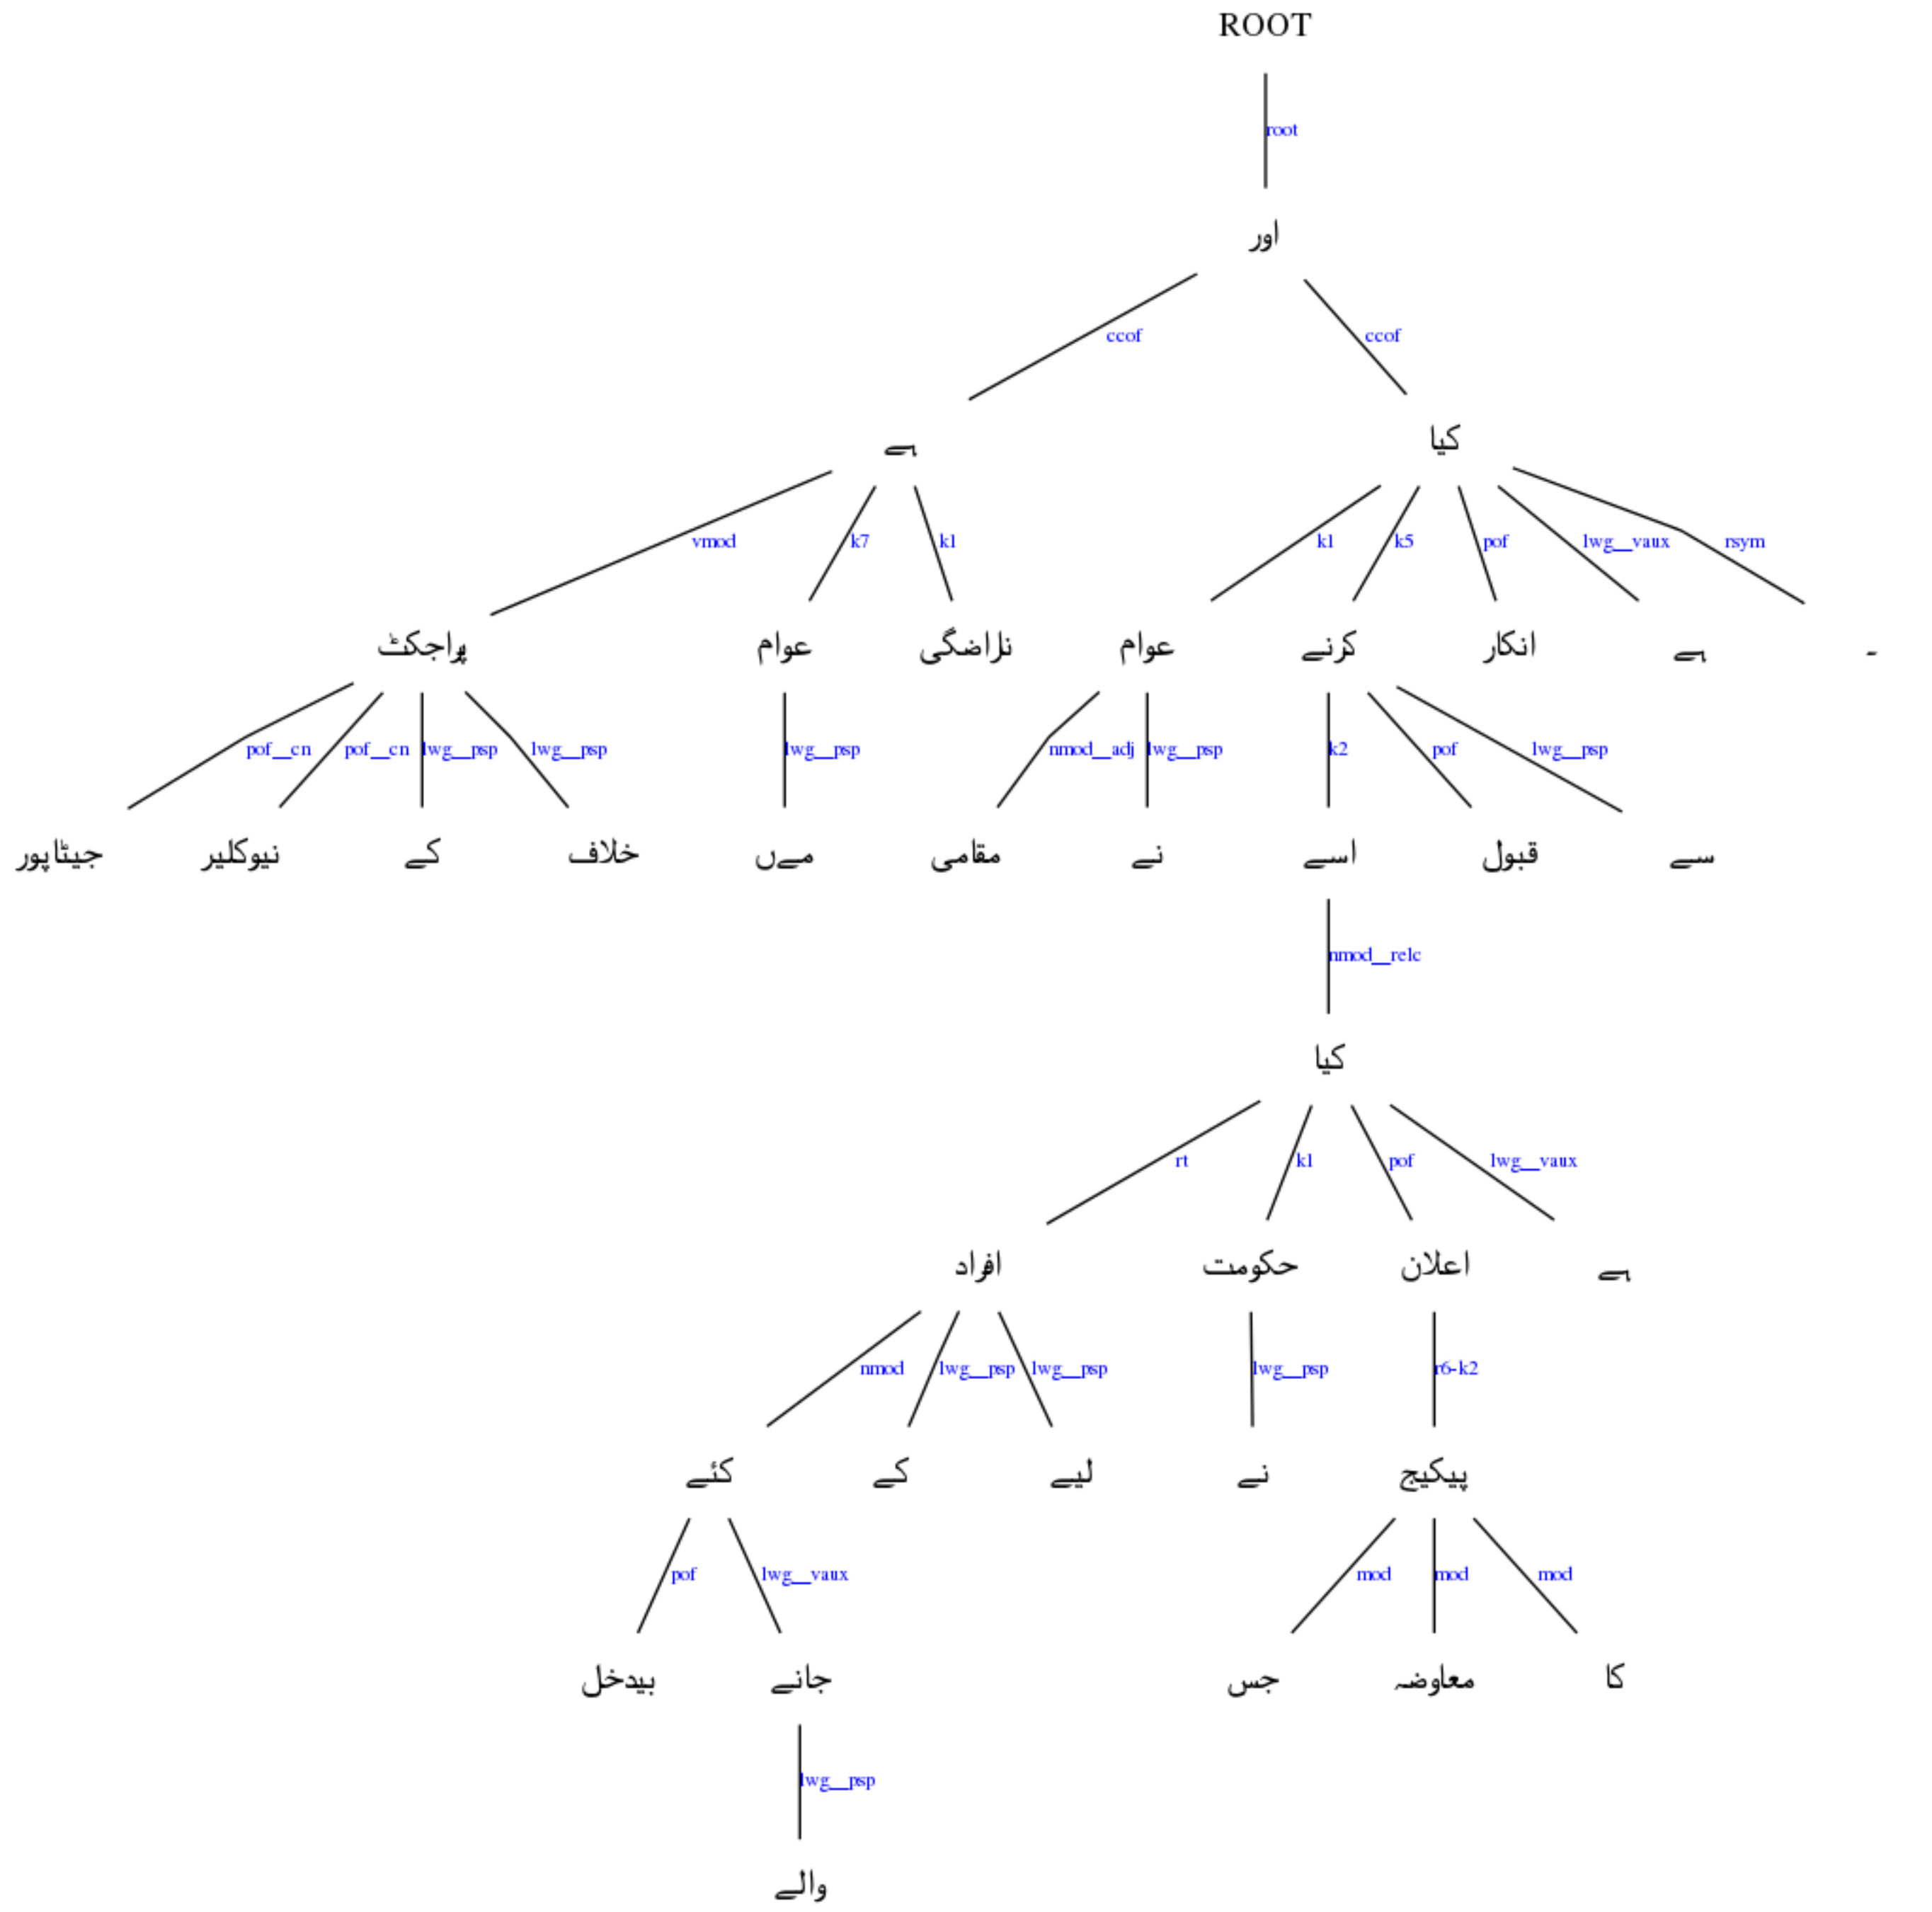 ROOT
root
اور
ccof ccof
ہے کیا
vmod k7 k1 k1 k5 pof lwg__vaux rsym
پراجکٹ عوام ناراضگی عوام کرنے انکار ہے ۔
pof__cn pof__cn lwg__psp lwg__psp lwg__psp nmod__adj lwg__psp k2 pof lwg__psp
جیٹاپور نیوکلیر کے خلاف مےں مقامی نے اسے قبول سے
nmod__relc
کیا
rt k1 pof lwg__vaux
افراد حکومت اعلان ہے
nmod lwg__psp lwg__psp lwg__psp r6-k2
کئے کے لیے نے پیکیج
pof lwg__vaux mod mod mod
بیدخل جانے جس معاوضہ کا
lwg__psp
والے